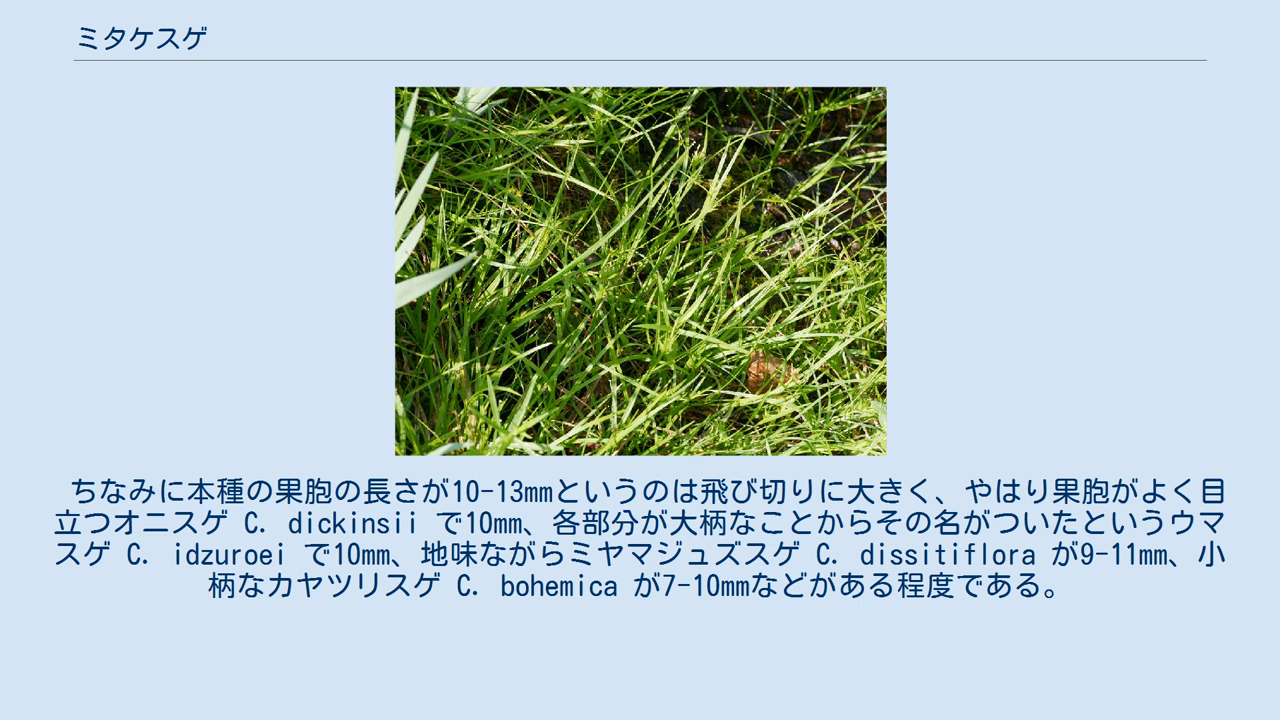 ミタケスゲ
ちなみに本種の果胞の長さが10-13mmというのは飛び切りに大きく、やはり果胞がよく目
立つオニスゲ C. dickinsii で10mm、各部分が大柄なことからその名がついたというウマ
スゲ C. idzuroei で10mm、地味ながらミヤマジュズスゲ C. dissitiflora が9-11mm、小
柄なカヤツリスゲ C. bohemica が7-10mmなどがある程度である。